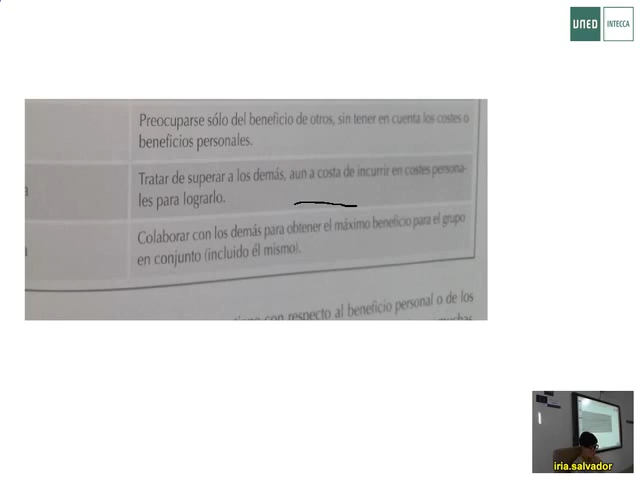 UNED
INTECCA
Preocuparse sólo del beneficio de otros, sin tener en cuenta los costes o
beneficios personales.
Tratar de superar a los demás, aun a costa de incurrir en costes persona-
les para lograrlo.
Colaborar con los demás para obtener el máximo beneficio para el grupo
en conjunto (incluido él mismo).
con respecto al beneficio personal o de los
iria.salvador